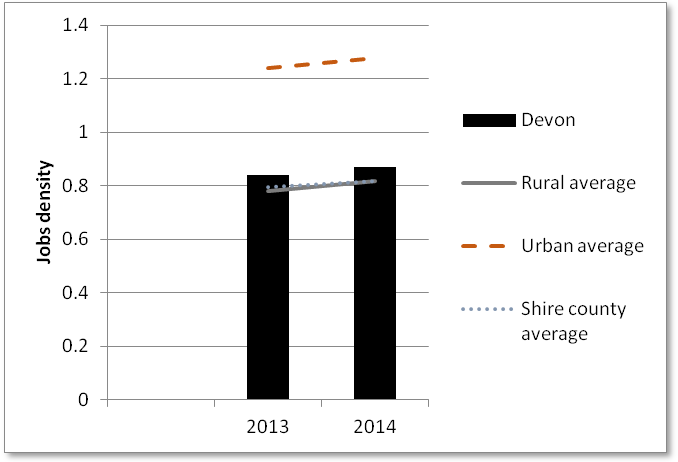 1.4
1.2
1
0.8
0.6
0.4
0.2
0
Jobs density
2013
2014
Devon
Rural average
Urban average
Shire county
average